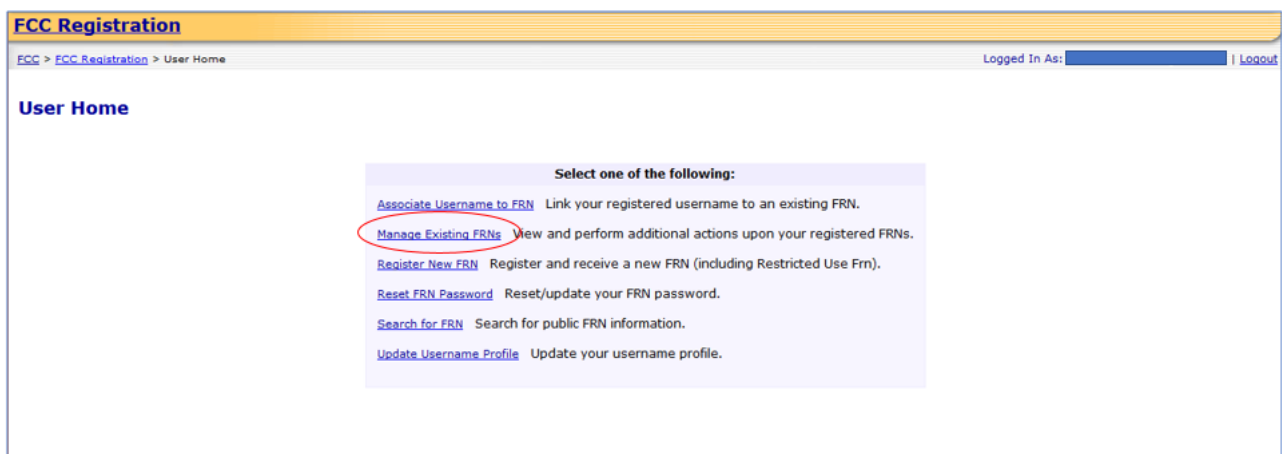 FCC Registration
FCC > FCC Registration > User Home
Logged In As: | Logout
User Home
Select one of the following:
Associate Username to FRN Link your registered username to an existing FRN.
Manage Existing FRNs View and perform additional actions upon your registered FRNs.
Register New FRN Register and receive a new FRN (including Restricted Use Frn).
Reset FRN Password Reset/update your FRN password.
Search for FRN Search for public FRN information.
Update Username Profile Update your username profile.